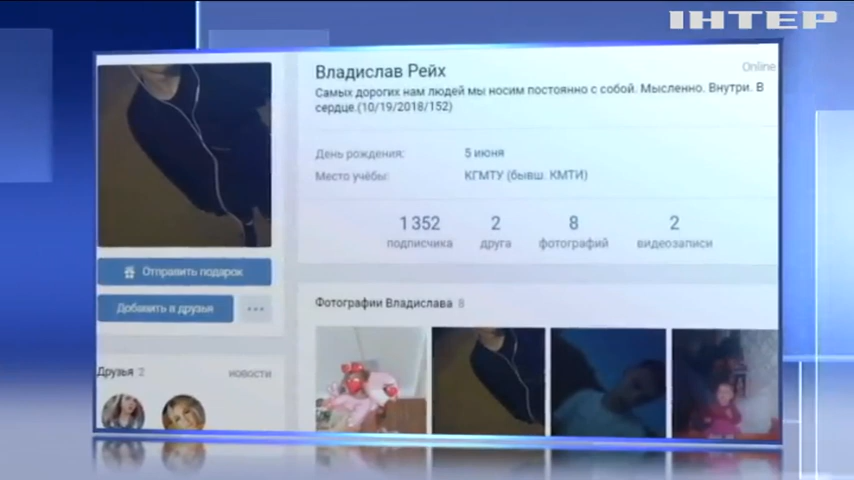 ІНТЕР
Владислав Рейх
Online
Самых дорогих нам людей мы носим постоянно с собой. Мысленно. Внутри. В
сердце.(10/19/2018/152)
День рождения: 5 июня
Место учёбы: КГМТУ (бывш. КМТИ)
1 352 2 8 2
подписчика друга фотографий видеозаписи
Отправить подарок
Добавить в друзья
Фотографии Владислава 8
Друзья 2 новости